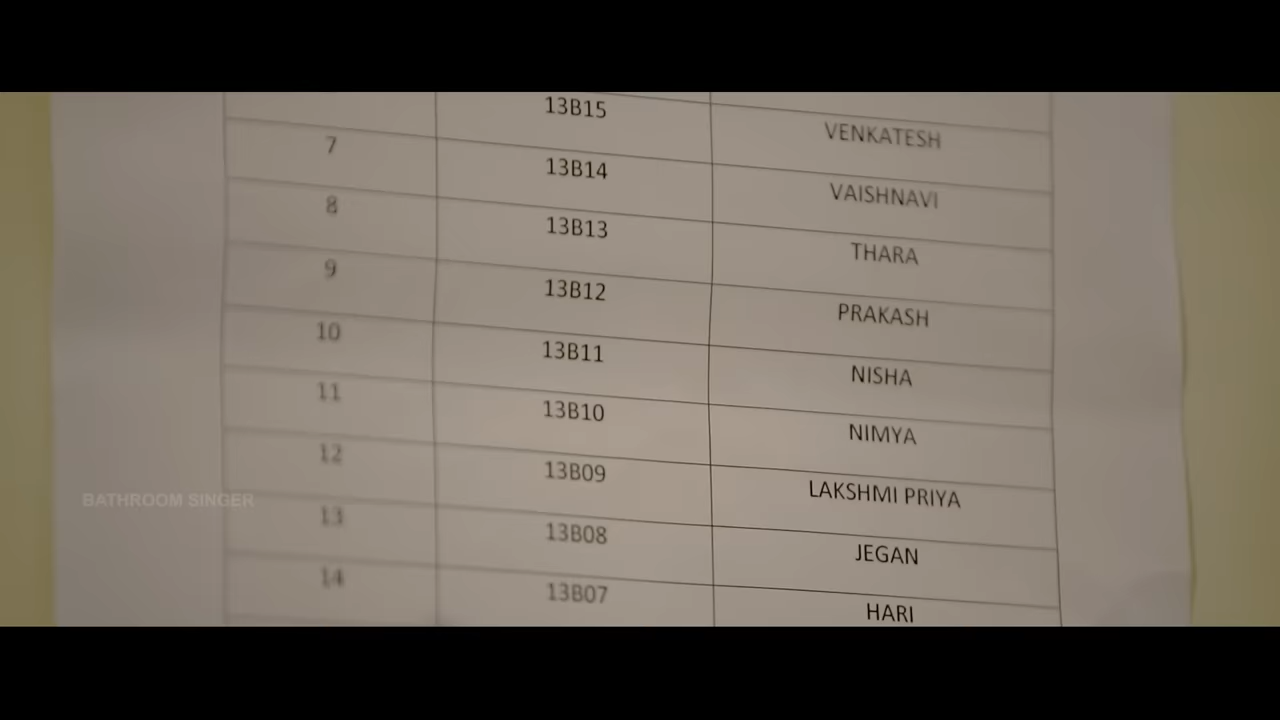 13B15 VENKATESH
7 13B14 VAISHNAVI
8 13B13 THARA
9 13B12 PRAKASH
10 13B11 NISHA
11 13B10 NIMYA
12 13B09 LAKSHMI PRIYA
BATHROOM SINGER
13 13B08 JEGAN
14 13B07 HARI